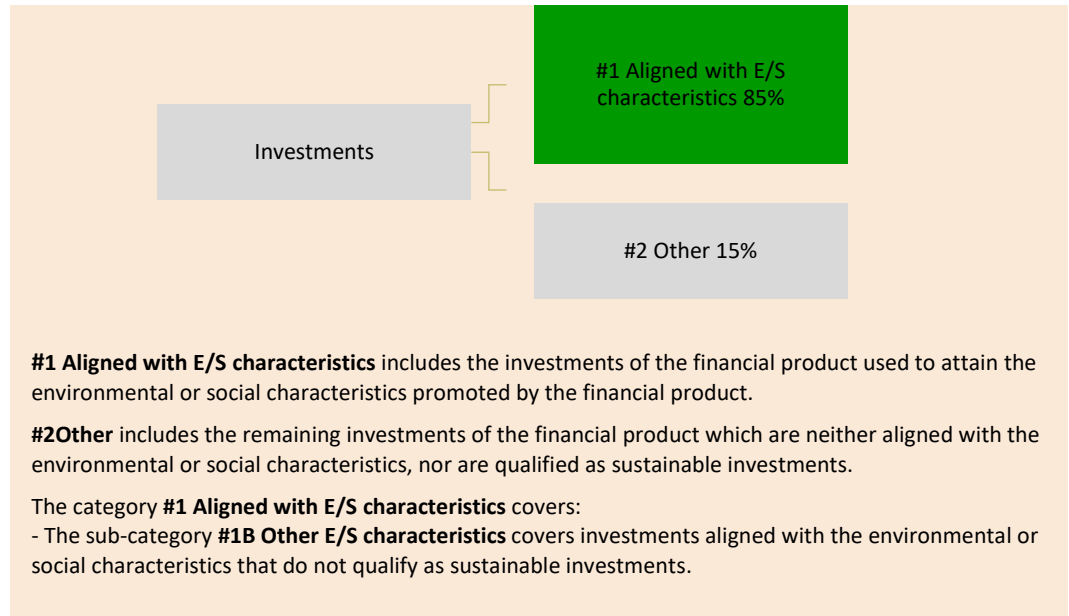 #1 Aligned with E/S
characteristics 85%
Investments
#2 Other 15%
#1 Aligned with E/S characteristics includes the investments of the financial product used to attain the
environmental or social characteristics promoted by the financial product.
#2Other includes the remaining investments of the financial product which are neither aligned with the
environmental or social characteristics, nor are qualified as sustainable investments.
The category #1 Aligned with E/S characteristics covers:
- The sub-category #1B Other E/S characteristics covers investments aligned with the environmental or
social characteristics that do not qualify as sustainable investments.